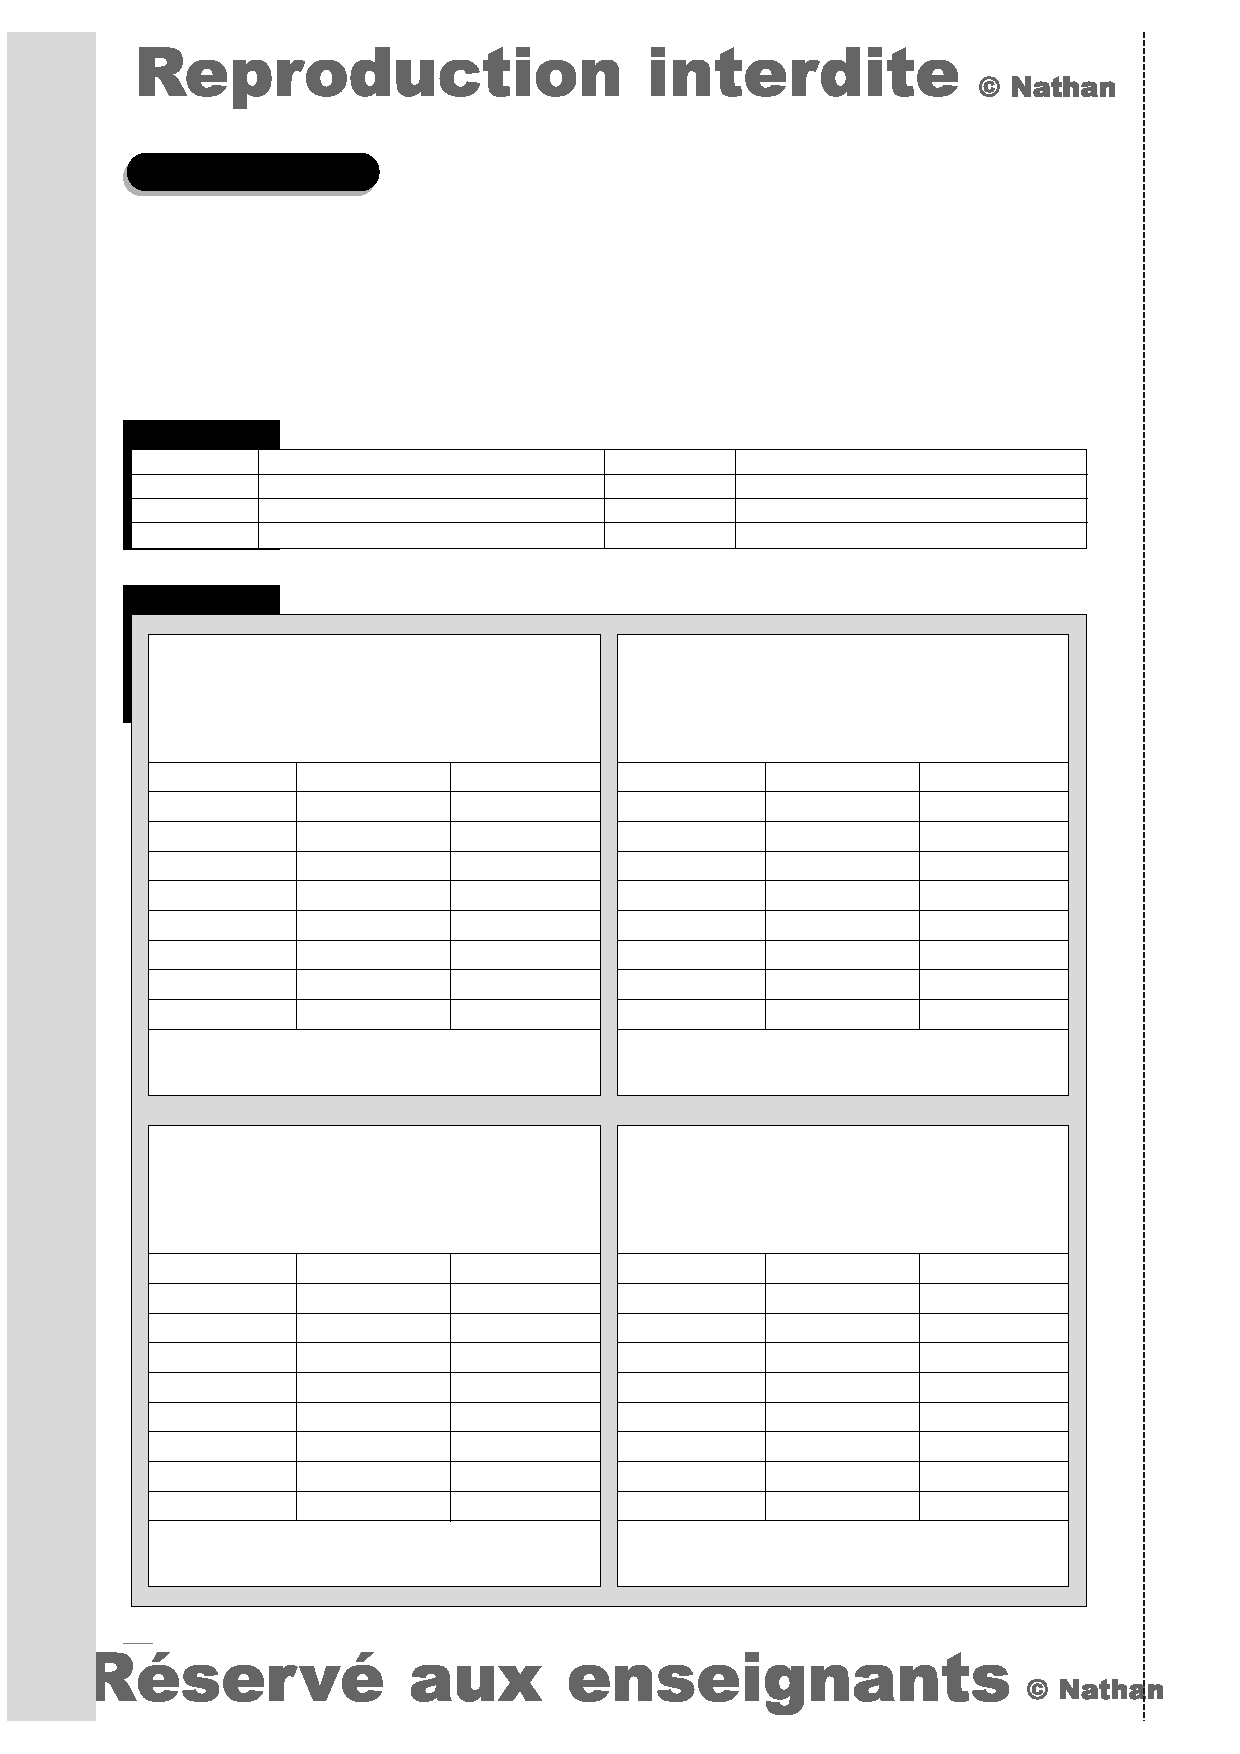 Reproduction interdite © Nathan
Réservé aux enseignants © Nathan